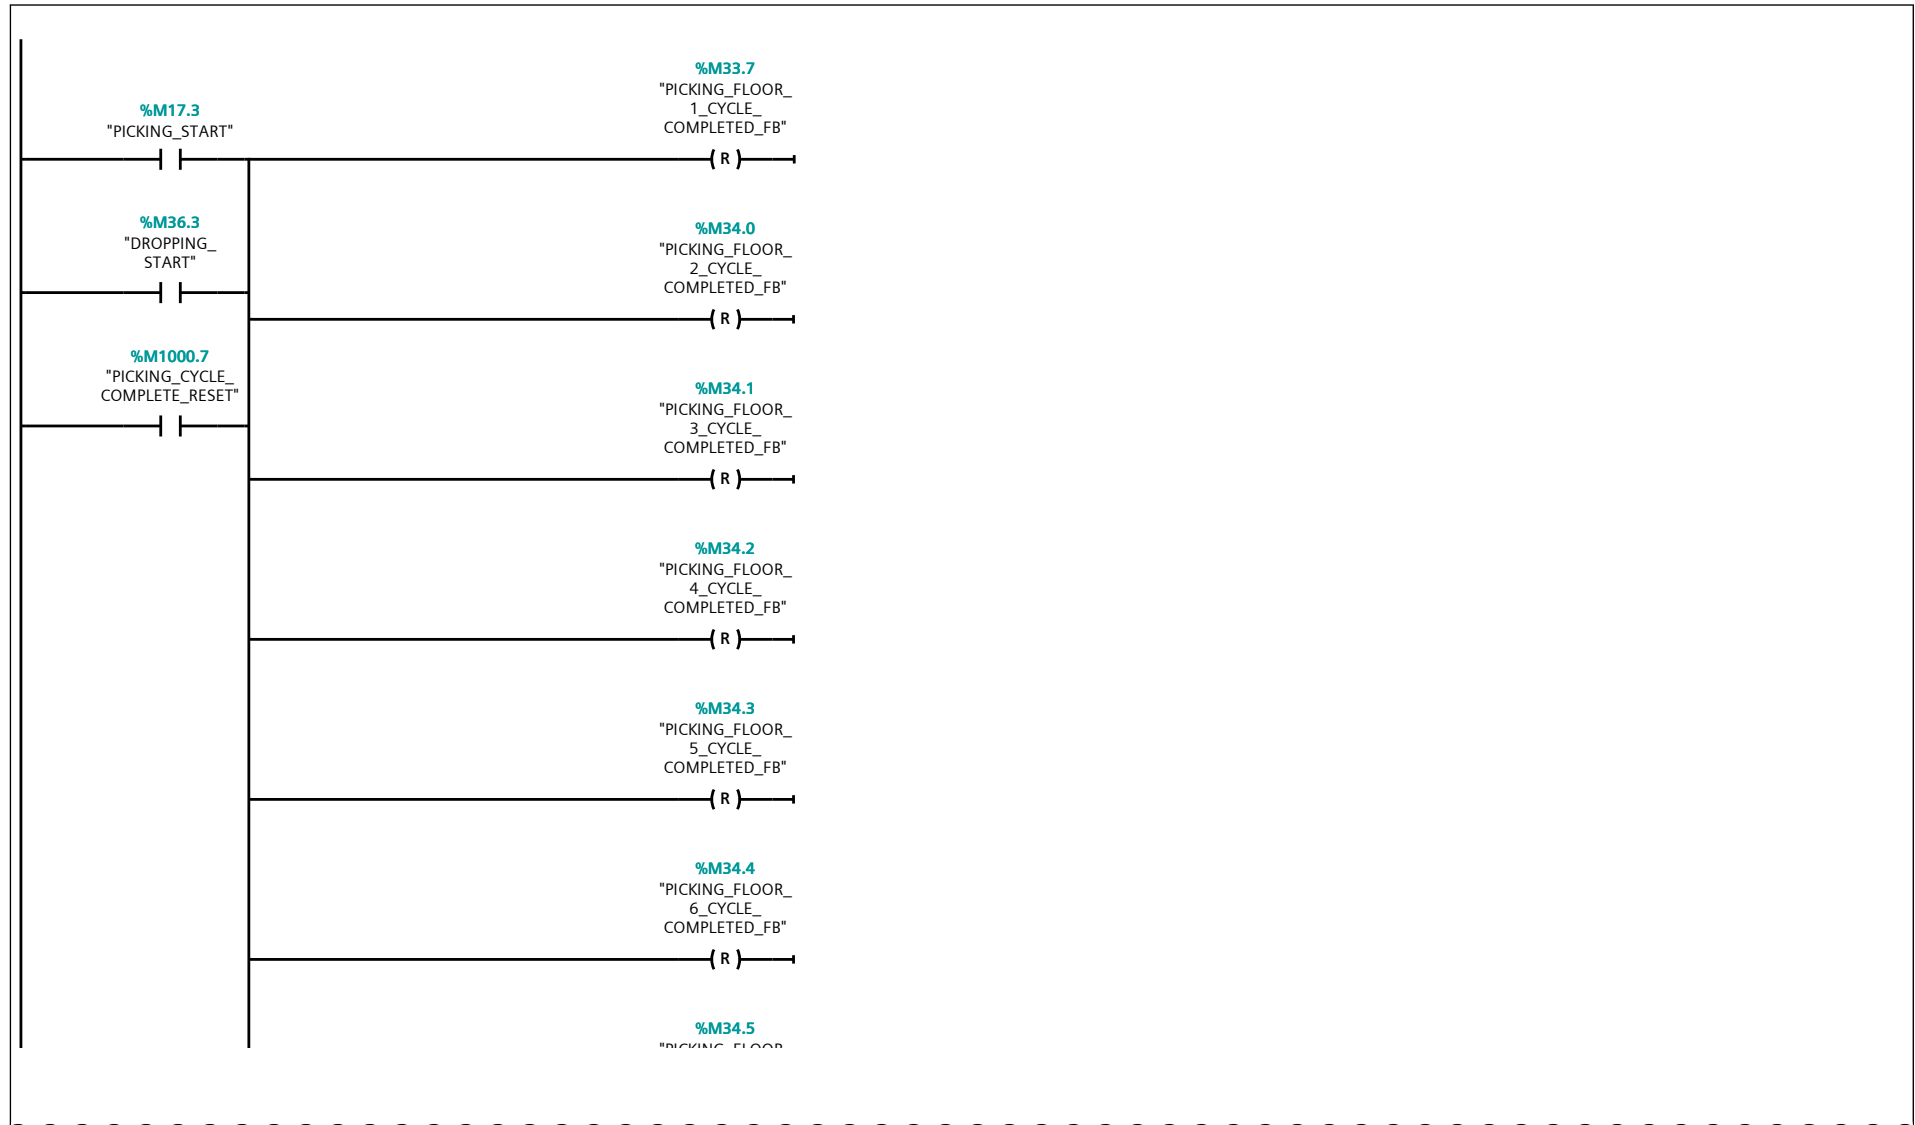 %M33.7
"PICKING_FLOOR_
1_CYCLE_
COMPLETED_FB"
%M17.3
"PICKING_START"
( R )
%M36.3
"DROPPING_
START"
%M34.0
"PICKING_FLOOR_
2_CYCLE_
COMPLETED_FB"
( R )
%M1000.7
"PICKING_CYCLE_
COMPLETE_RESET"
%M34.1
"PICKING_FLOOR_
3_CYCLE_
COMPLETED_FB"
( R )
%M34.2
"PICKING_FLOOR_
4_CYCLE_
COMPLETED_FB"
( R )
%M34.3
"PICKING_FLOOR_
5_CYCLE_
COMPLETED_FB"
( R )
%M34.4
"PICKING_FLOOR_
6_CYCLE_
COMPLETED_FB"
( R )
%M34.5
"PICKING_FLOOR_